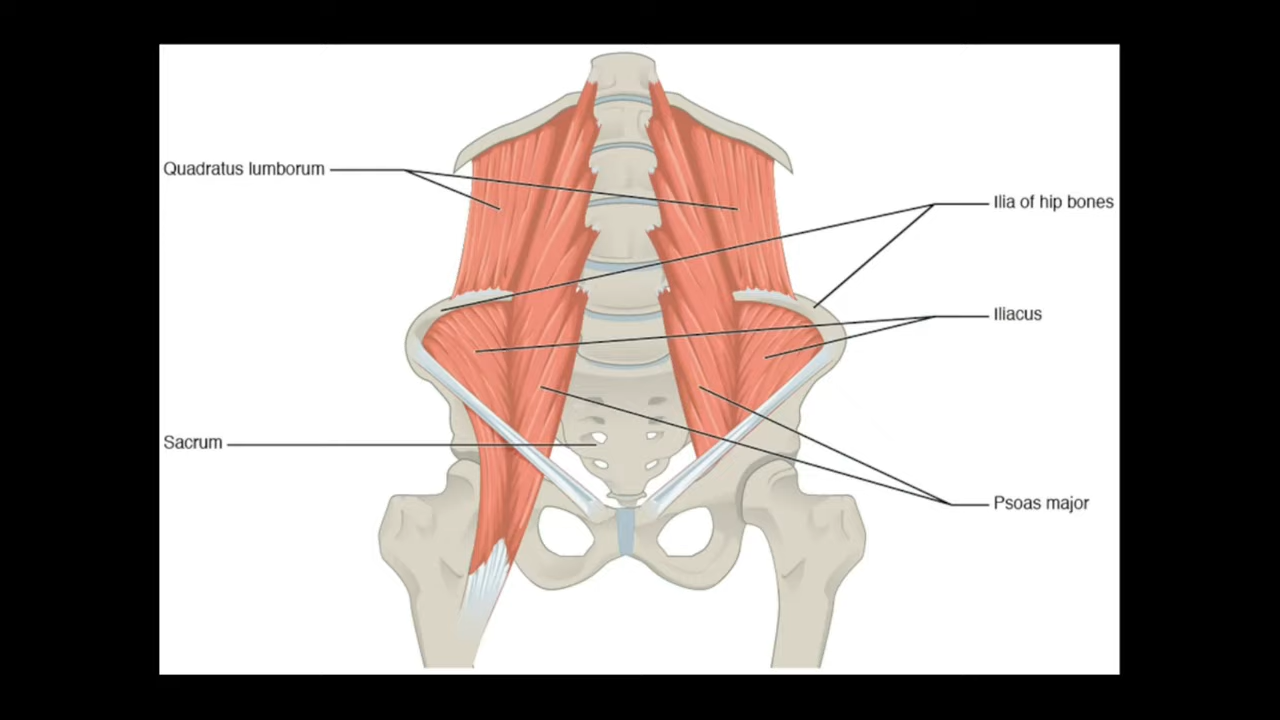 Quadratus lumborum
Ilia of hip bones
Iliacus
Sacrum
Psoas major